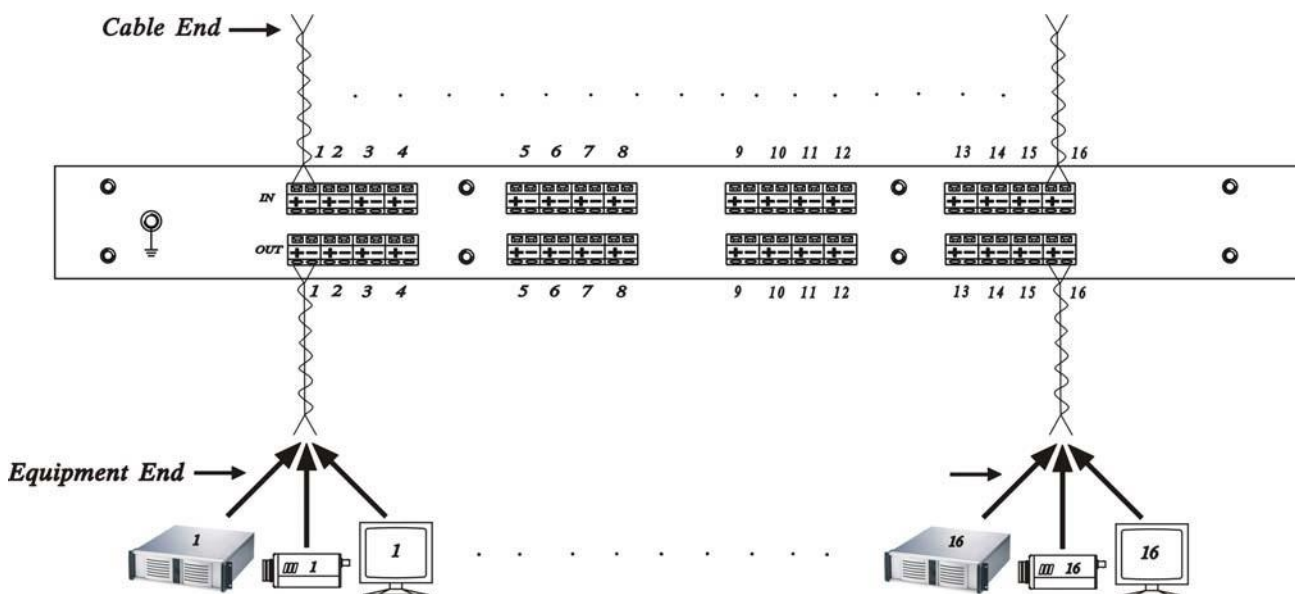 Cable End
1 2 3 4 5 6 7 8 9 10 11 12 13 14 15 16
IN + - + - + - + - + - + - + - + - + - + - + - + - + - + - + - + -
OUT + - + - + - + - + - + - + - + - + - + - + - + - + - + - + - + -
1 2 3 4 5 6 7 8 9 10 11 12 13 14 15 16
Equipment End
1 1 1 16 16 16